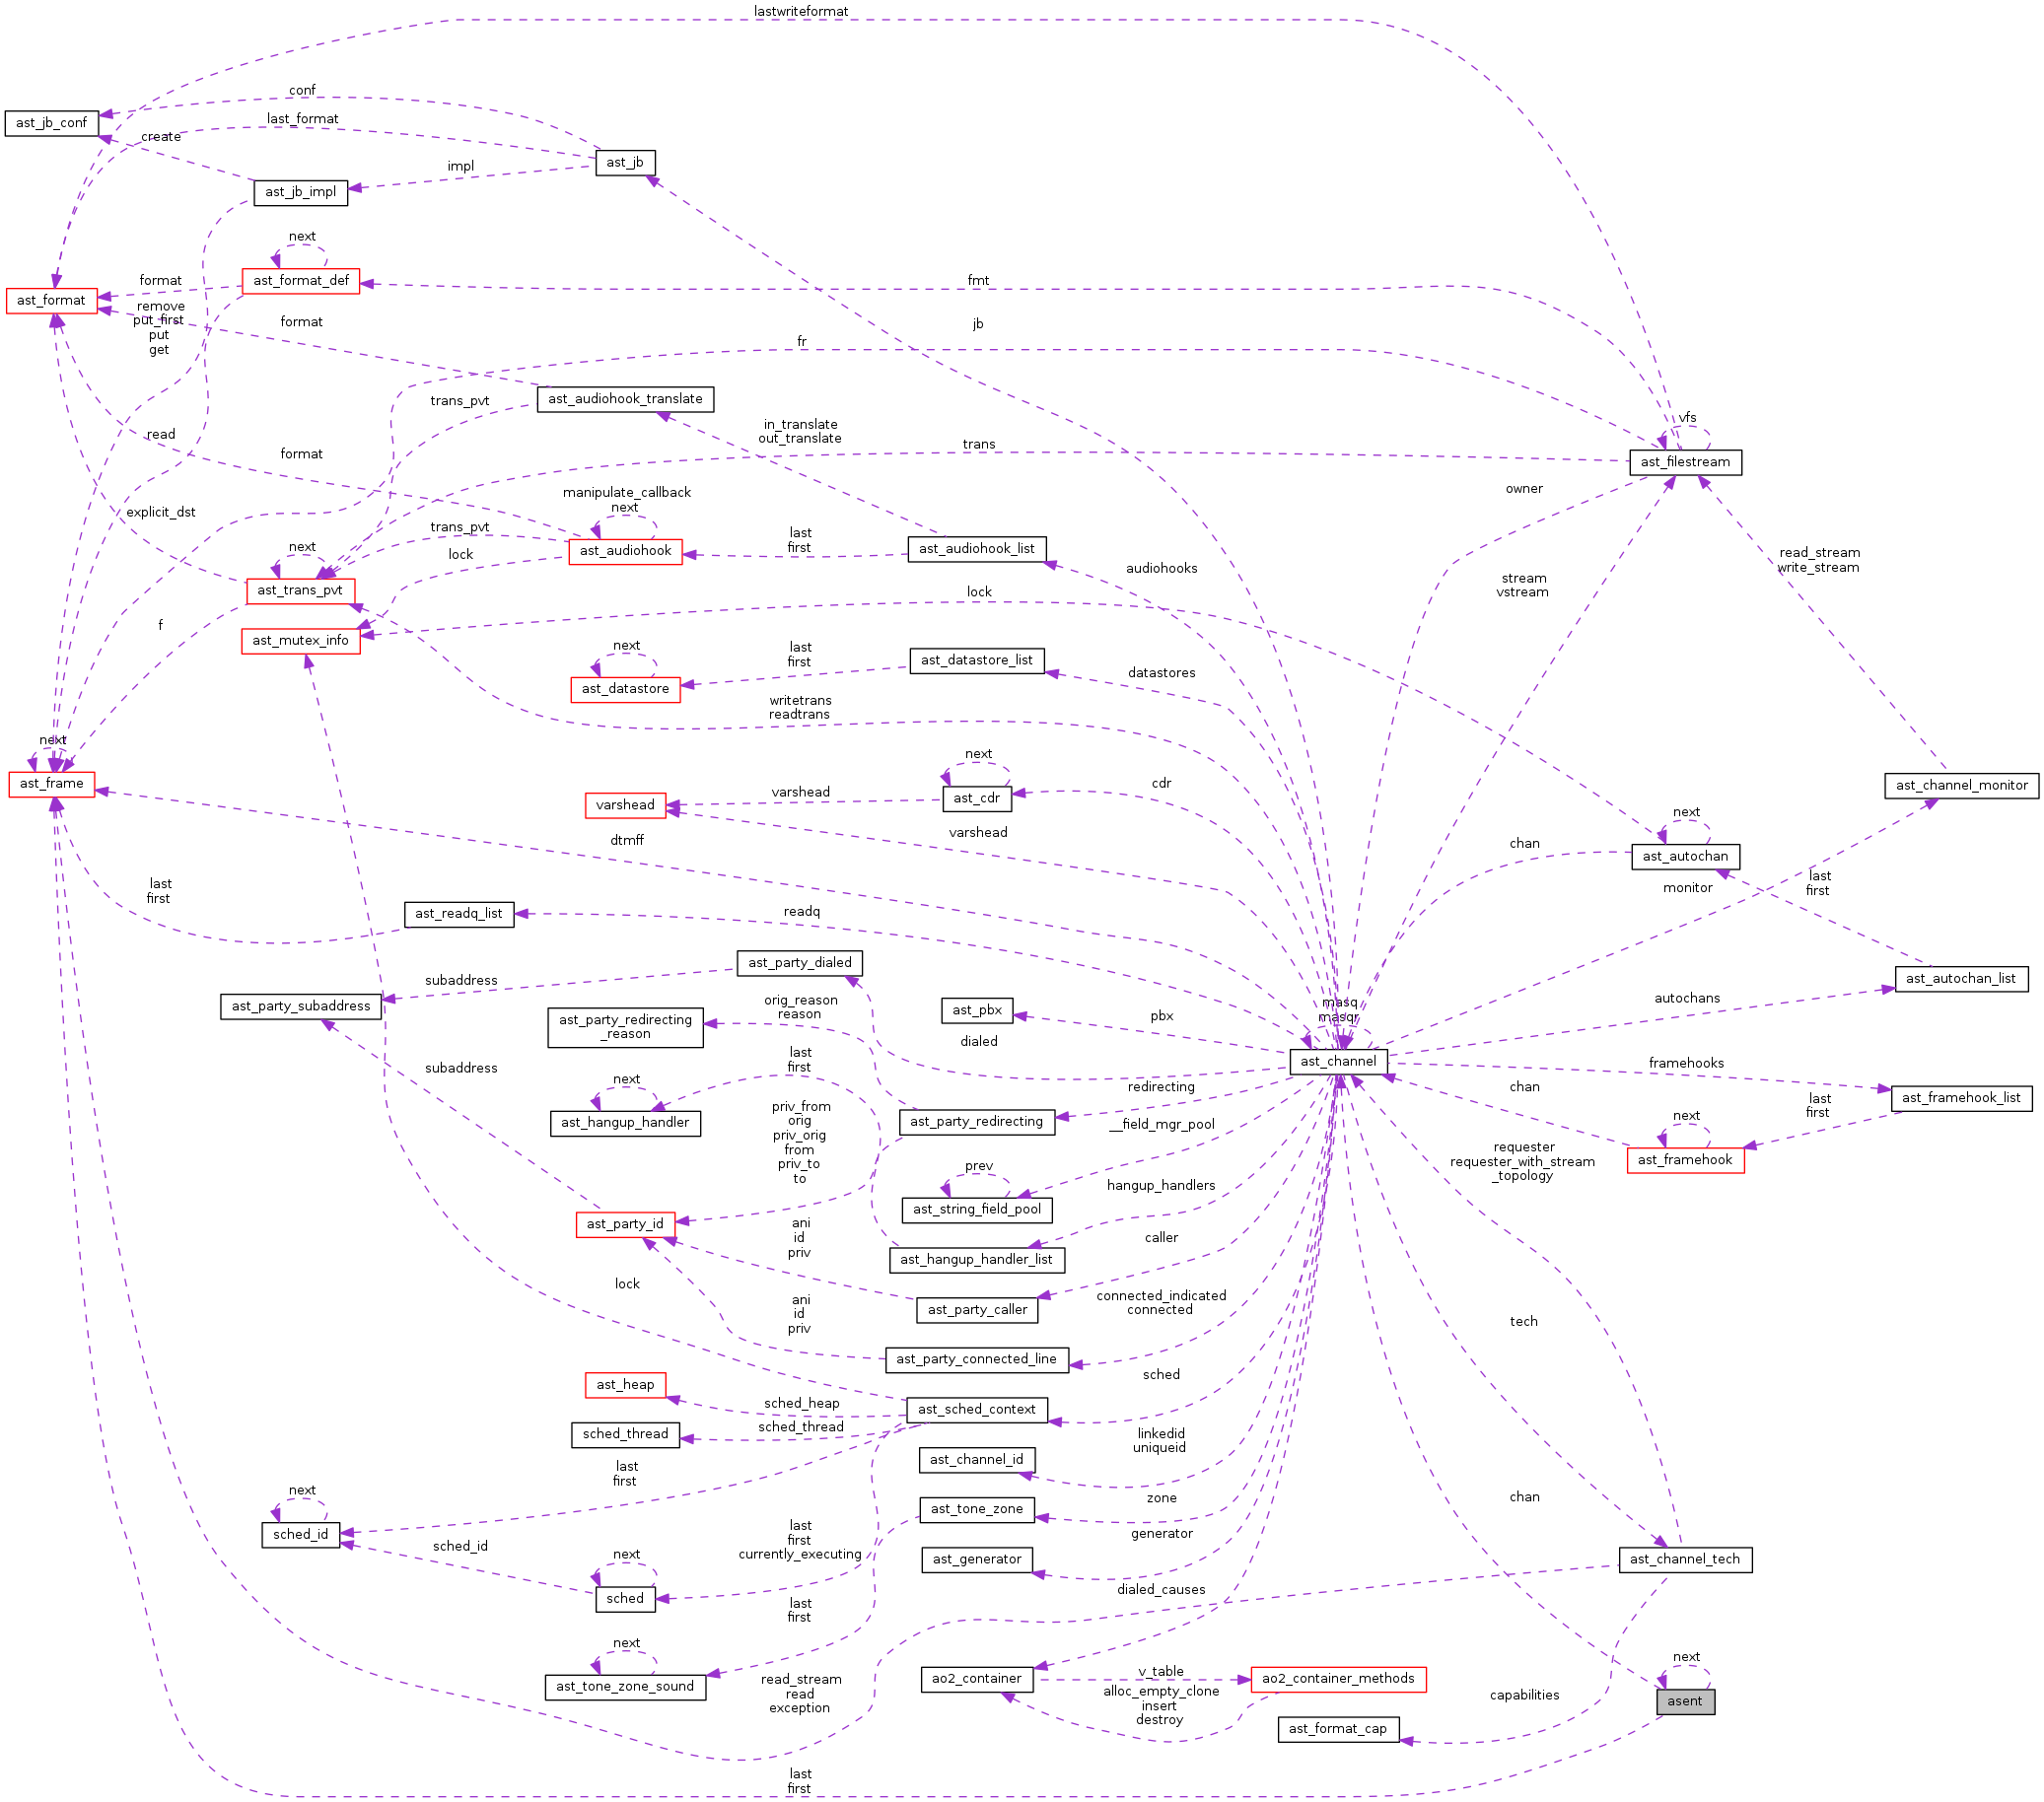 lastwriteformat
conf
ast_jb_conf
last_format
create
ast_jb
impl
ast_jb_impl
next
format
ast_format_def
fmt
ast_format
remove
put_first
put
get
format
jb
fr
trans_pvt
ast_audiohook_translate
in_translate
out_translate
vfs
read
format
trans
ast_filestream
manipulate_callback
next
owner
explicit_dst
trans_pvt
last
first
next
lock
ast_audiohook
ast_audiohook_list
read_stream
write_stream
ast_trans_pvt
audiohooks
stream
vstream
lock
f
ast_mutex_info
next
last
first
ast_datastore_list
ast_datastore
datastores
writetrans
readtrans
next
ast_frame
next
cdr
ast_channel_monitor
varshead
varshead
ast_cdr
next
dtmff
varshead
chan
ast_autochan
last
first
readq
monitor
last
first
ast_readq_list
ast_party_dialed
subaddress
ast_autochan_list
ast_party_subaddress
orig_reason
reason
autochans
ast_party_redirecting
_reason
ast_pbx
pbx
masq
masqr
dialed
last
first
ast_channel
framehooks
subaddress
next
redirecting
chan
ast_framehook_list
last
first
ast_hangup_handler
priv_from
orig
priv_orig
from
priv_to
to
ast_party_redirecting
__field_mgr_pool
next
requester
requester_with_stream
_topology
ast_framehook
prev
hangup_handlers
ast_string_field_pool
ast_party_id
ani
id
priv
caller
ast_hangup_handler_list
lock
ast_party_caller
connected_indicated
connected
ani
id
priv
tech
ast_party_connected_line
sched
ast_heap
sched_heap
ast_sched_context
sched_thread
sched_thread
linkedid
uniqueid
last
first
ast_channel_id
next
zone
chan
ast_tone_zone
sched_id
last
first
currently_executing
generator
sched_id
next
ast_generator
ast_channel_tech
sched
last
first
dialed_causes
next
next
ast_tone_zone_sound
read_stream
read
exception
ao2_container
v_table
ao2_container_methods
alloc_empty_clone
insert
destroy
capabilities
asent
ast_format_cap
last
first